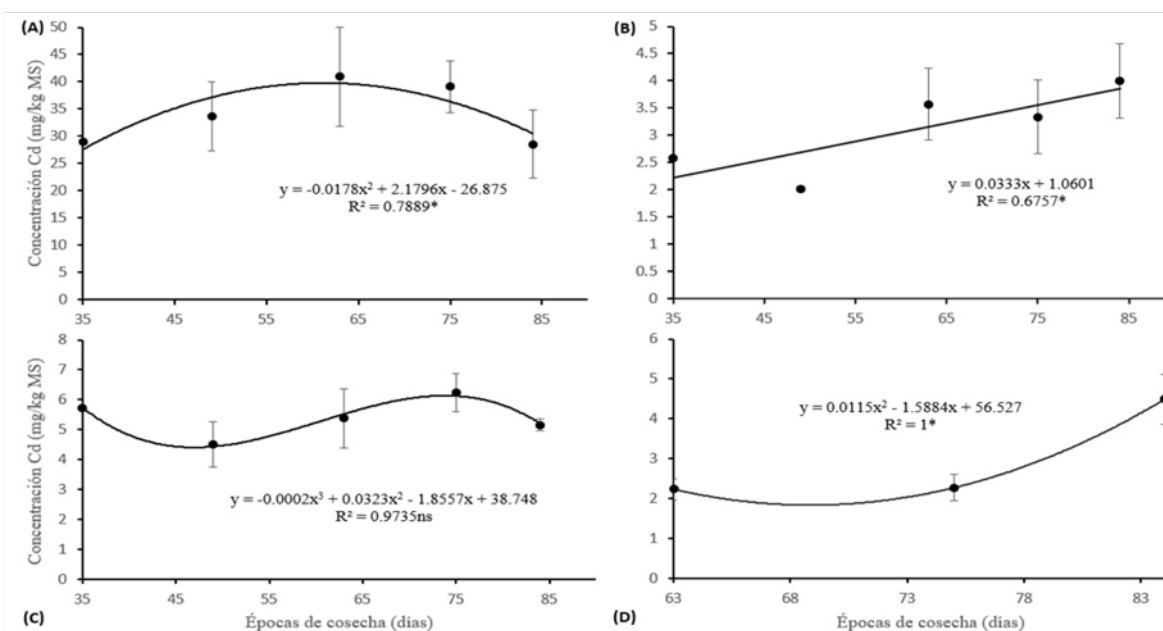 (A)
Concentración Cd (mg/kg MS)
50
45
40
35
30
25
20
15
10
5
0
y = -0.0178x² + 2.1796x - 26.875
R² = 0.7889*
35 45 55 65 75 85
(B)
5
4.5
4
3.5
3
2.5
2
1.5
1
0.5
0
y = 0.0333x + 1.0601
R² = 0.6757*
35 45 55 65 75 85
Concentración Cd (mg/kg MS)
8
7
6
5
4
3
2
1
0
y = -0.0002x³ + 0.0323x² - 1.8557x + 38.748
R² = 0.9735ns
35 45 55 65 75 85
(C)
Épocas de cosecha (días)
6
5
4
3
2
1
0
y = 0.0115x² - 1.5884x + 56.527
R² = 1*
63 68 73 78 83
(D)
Épocas de cosecha (días)